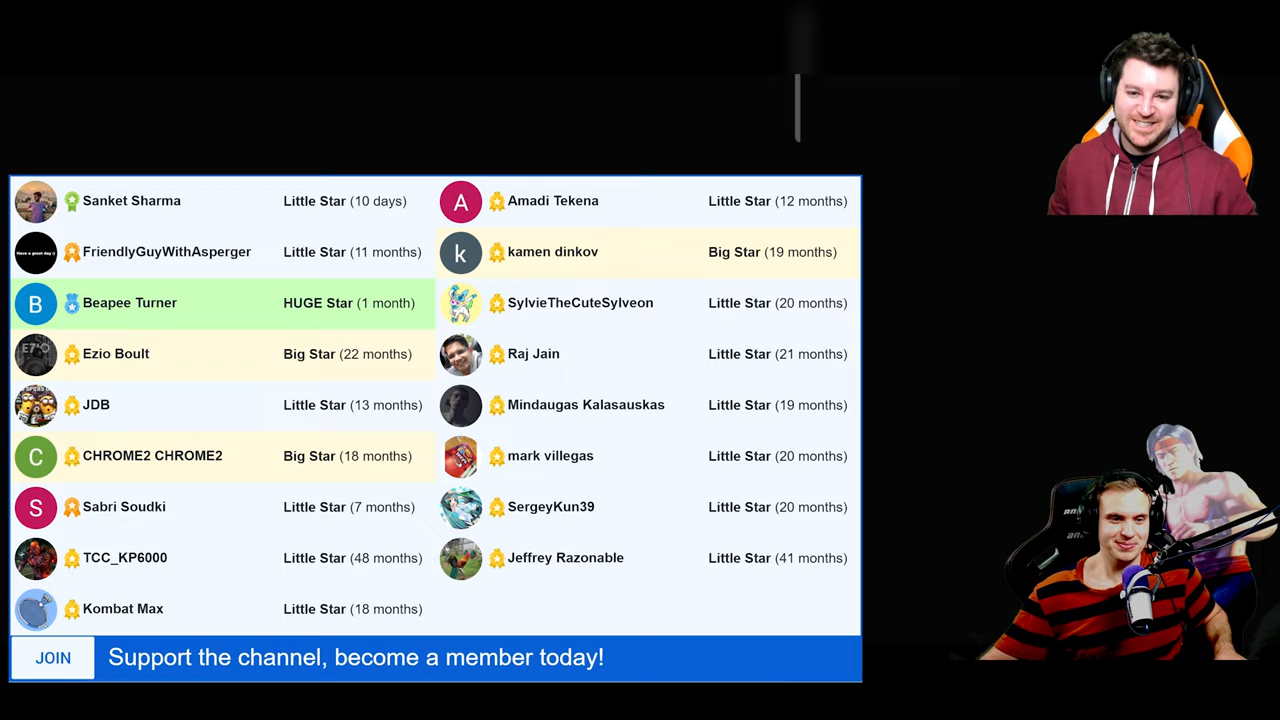 Sanket Sharma Little Star (10 days)
FriendlyGuyWithAsperger Little Star (11 months)
Have a great day :)
B Beapee Turner HUGE Star (1 month)
Ezio Boult Big Star (22 months)
JDB Little Star (13 months)
C CHROME2 CHROME2 Big Star (18 months)
S Sabri Soudki Little Star (7 months)
TCC_KP6000 Little Star (48 months)
Kombat Max Little Star (18 months)
A Amadi Tekena Little Star (12 months)
k kamen dinkov Big Star (19 months)
SylvieTheCuteSylveon Little Star (20 months)
Raj Jain Little Star (21 months)
Mindaugas Kalasauskas Little Star (19 months)
mark villegas Little Star (20 months)
SergeyKun39 Little Star (20 months)
Jeffrey Razonable Little Star (41 months)
JOIN Support the channel, become a member today!